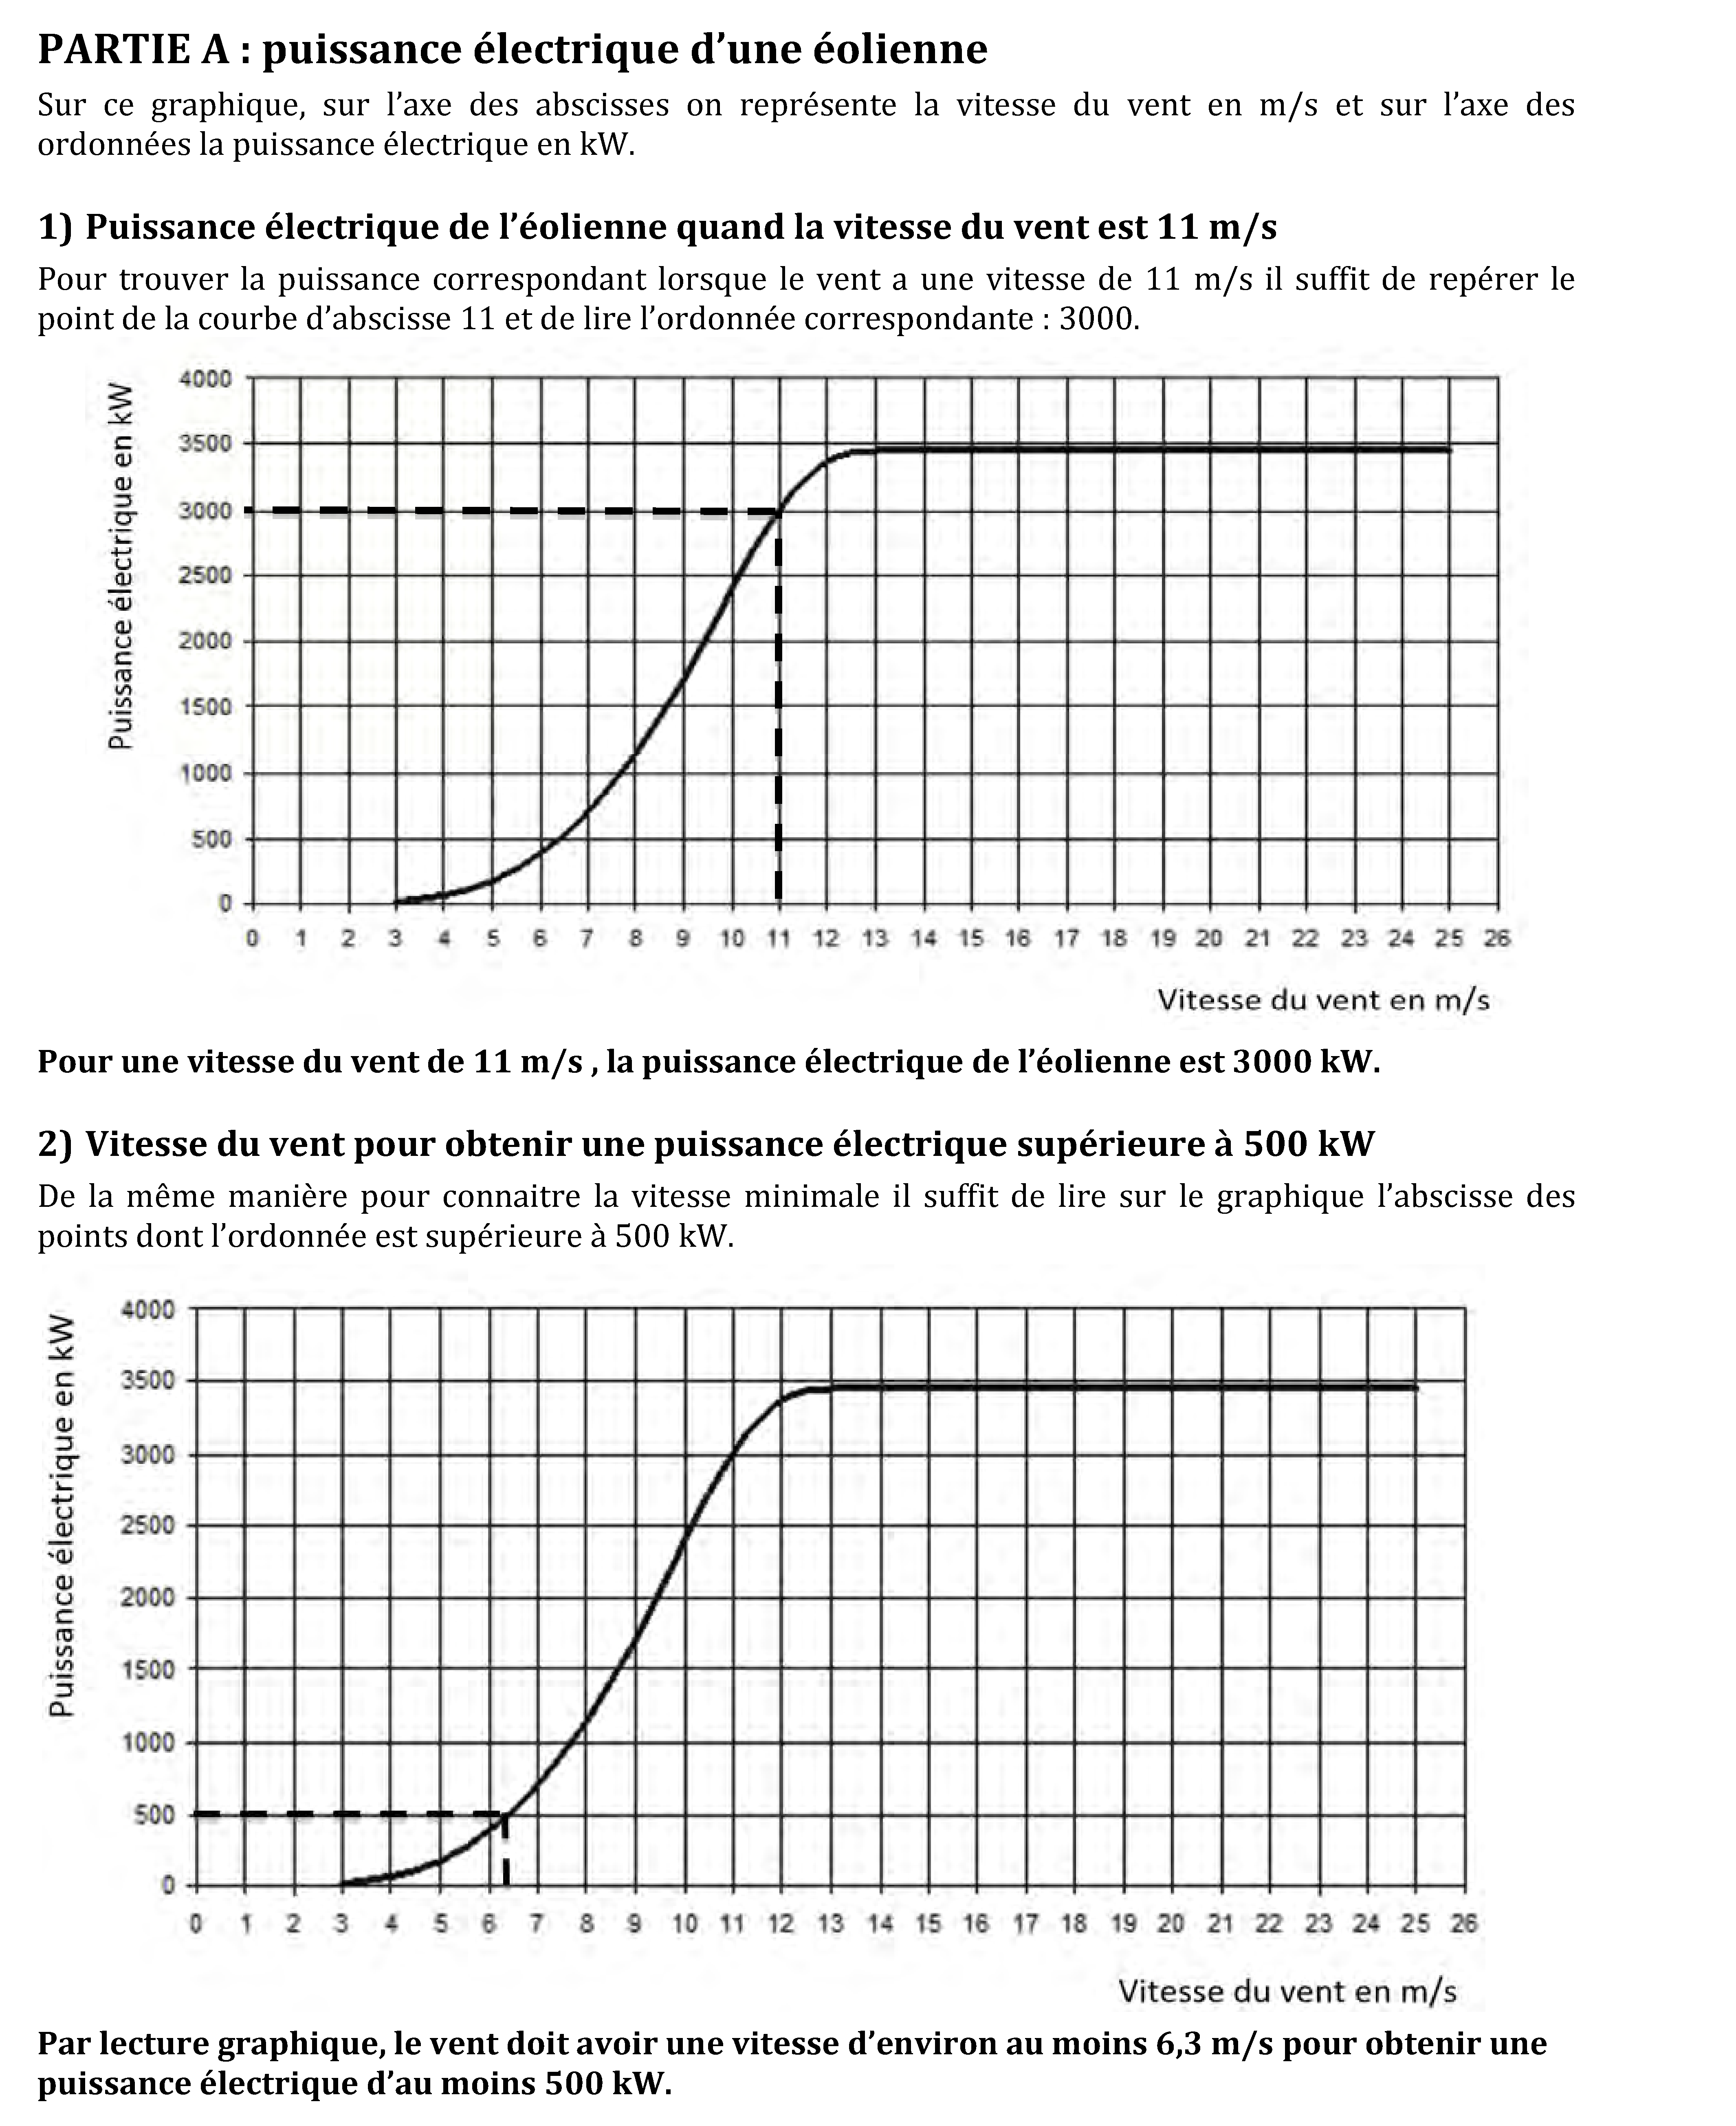 PARTIE A : puissance électrique d’une éolienne
Sur ce graphique, sur l’axe des abscisses on représente la vitesse du vent en m/s et sur l’axe des
ordonnées la puissance électrique en kW.
1) Puissance électrique de l’éolienne quand la vitesse du vent est 11 m/s
Pour trouver la puissance correspondant lorsque le vent a une vitesse de 11 m/s il suffit de repérer le
point de la courbe d’abscisse 11 et de lire l’ordonnée correspondante : 3000.
Puissance électrique en kW
4000
3500
3000
2500
2000
1500
1000
500
0
0 1 2 3 4 5 6 7 8 9 10 11 12 13 14 15 16 17 18 19 20 21 22 23 24 25 26
Vitesse du vent en m/s
Pour une vitesse du vent de 11 m/s , la puissance électrique de l’éolienne est 3000 kW.
2) Vitesse du vent pour obtenir une puissance électrique supérieure à 500 kW
De la même manière pour connaitre la vitesse minimale il suffit de lire sur le graphique l’abscisse des
points dont l’ordonnée est supérieure à 500 kW.
Puissance électrique en kW
4000
3500
3000
2500
2000
1500
1000
500
0
0 1 2 3 4 5 6 7 8 9 10 11 12 13 14 15 16 17 18 19 20 21 22 23 24 25 26
Vitesse du vent en m/s
Par lecture graphique, le vent doit avoir une vitesse d’environ au moins 6,3 m/s pour obtenir une
puissance électrique d’au moins 500 kW.